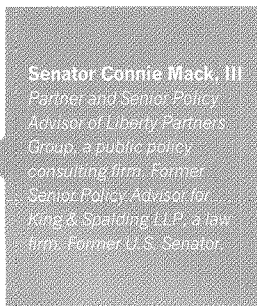 Senator Connie Mack, III
Partner and Senior Policy
Advisor of Liberty Partners
Group, a public policy
consulting firm. Former
Senior Policy Advisor for
King & Spalding LLP, a law
firm. Former U.S. Senator.